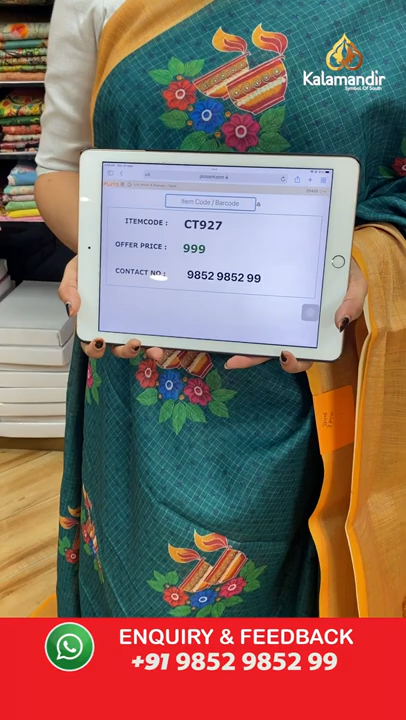 Kalamandir
Symbol Of South
Item Code / Barcode
ITEMCODE : CT927
OFFER PRICE : 999
CONTACT NO : 9852 9852 99
ENQUIRY & FEEDBACK
+91 9852 9852 99